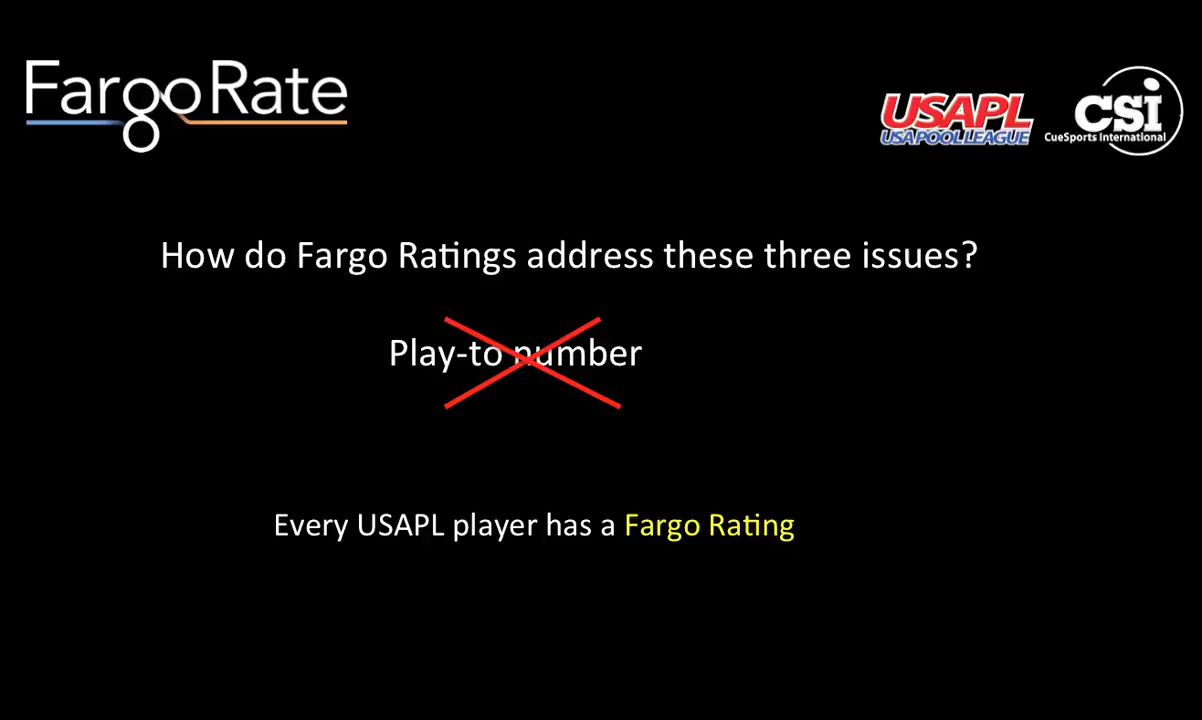 FargoRate
USAPL
USA POOL LEAGUE
CSI
CueSports International
How do Fargo Ratings address these three issues?
Play-to number
Every USAPL player has a Fargo Rating